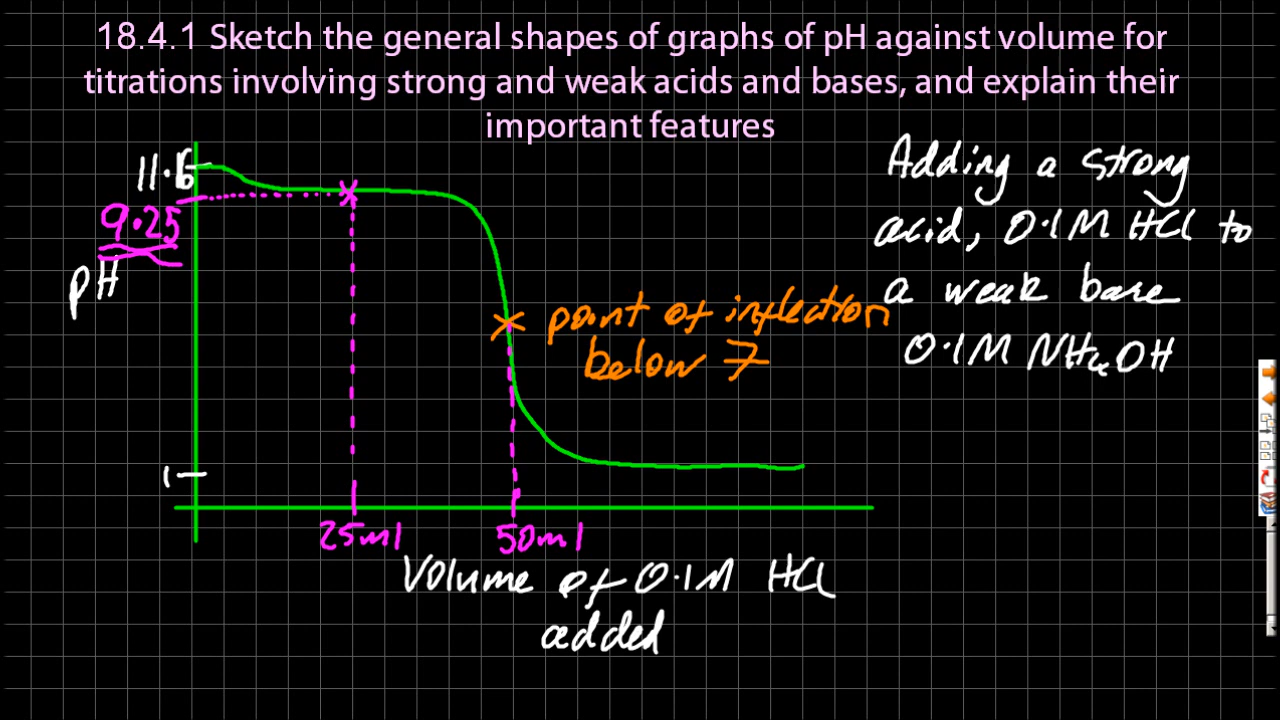 18.4.1 Sketch the general shapes of graphs of pH against volume for
titrations involving strong and weak acids and bases, and explain their
important features
Adding a strong
acid, 0.1M HCl to
a weak base
0.1M NH4OH
11.6
9.25
pH
point of inflection
below 7
1
25ml
50ml
Volume of 0.1M HCl
added